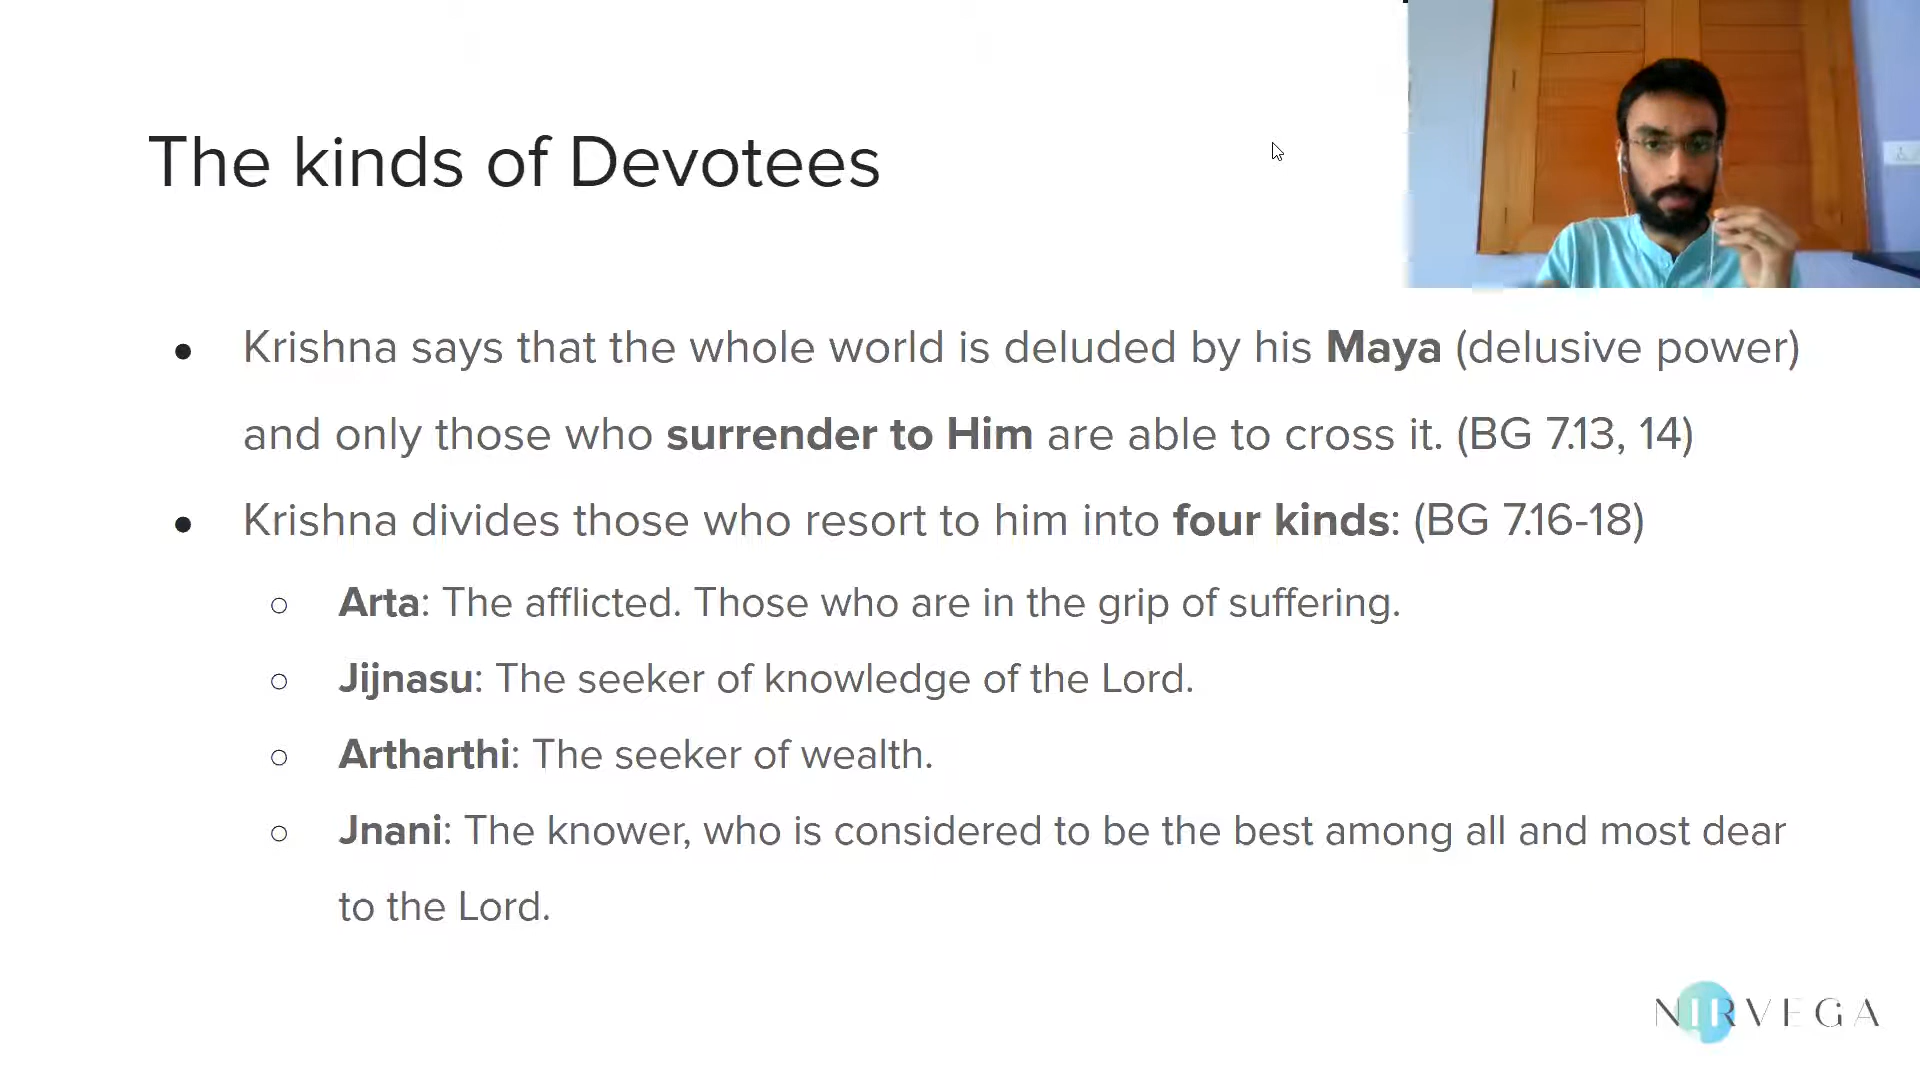 The kinds of Devotees
● Krishna says that the whole world is deluded by his Maya (delusive power)
and only those who surrender to Him are able to cross it. (BG 7.13, 14)
● Krishna divides those who resort to him into four kinds: (BG 7.16-18)
○ Arta: The afflicted. Those who are in the grip of suffering.
○ Jijnasu: The seeker of knowledge of the Lord.
○ Artharthi: The seeker of wealth.
○ Jnani: The knower, who is considered to be the best among all and most dear
to the Lord.
NIRVEGA